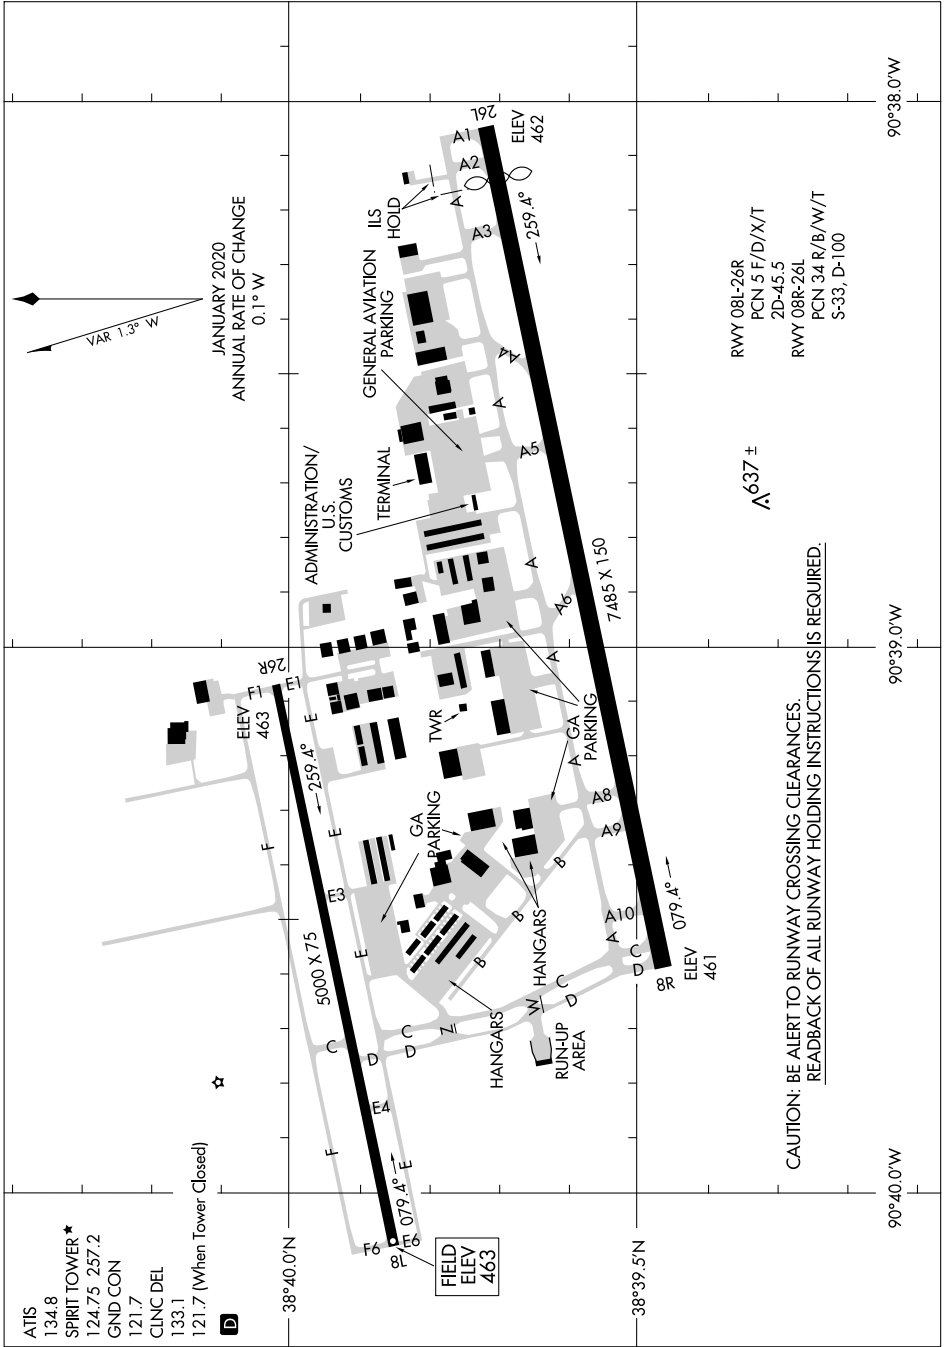 ATIS
134.8
SPIRIT TOWER★
124.75 257.2
GND CON
121.7
CLNC DEL
133.1
121.7 (When Tower Closed)
D
VAR 1.3° W
JANUARY 2020
ANNUAL RATE OF CHANGE
0.1° W
38°40.0'N
38°39.5'N
90°40.0'W
90°39.0'W
90°38.0'W
FIELD
ELEV
463
8L
F6
E6
079.4°
F
E
E4
C
D
F
5000 X 75
E
E3
E
259.4°
E
ELEV
463
F1
E1
26R
C
D
Z
HANGARS
B
B
B
HANGARS
GA
PARKING
W
RUN-UP
AREA
C
D
C
D
A
A10
8R
ELEV
461
079.4°
A9
A8
A
GA
PARKING
TWR
A
A6
7485 X 150
A
ADMINISTRATION/
U.S.
CUSTOMS
TERMINAL
GENERAL AVIATION
PARKING
A5
A
A4
A
ILS
HOLD
A3
A
A2
A1
26L
ELEV
462
259.4°
RWY 08L-26R
PCN 5 F/D/X/T
2D-45.5
RWY 08R-26L
PCN 34 R/B/W/T
S-33, D-100
637 ±
CAUTION: BE ALERT TO RUNWAY CROSSING CLEARANCES.
READBACK OF ALL RUNWAY HOLDING INSTRUCTIONS IS REQUIRED.